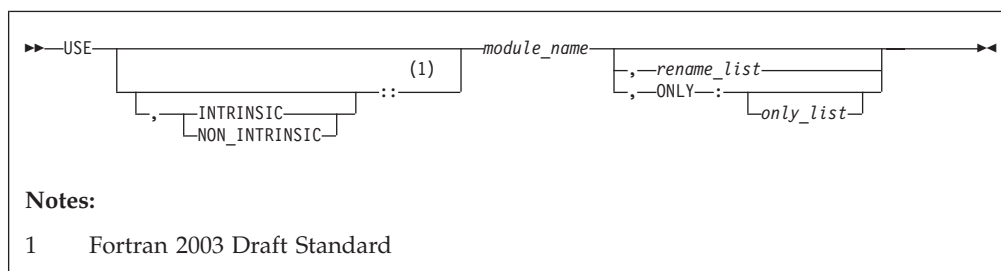 USE module_name
(1)
, rename_list
:: , ONLY :
, INTRINSIC only_list
NON_INTRINSIC
Notes:
1 Fortran 2003 Draft Standard